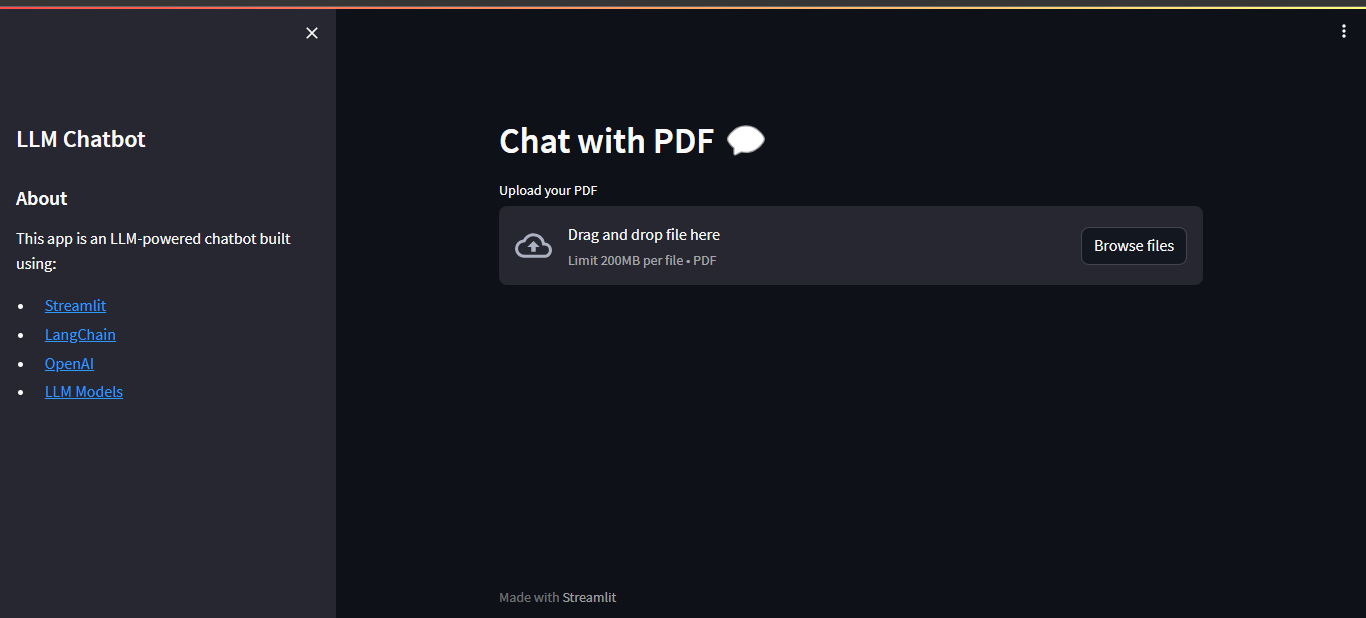 LLM Chatbot
About
This app is an LLM-powered chatbot built
using:
Streamlit
LangChain
OpenAI
LLM Models
Chat with PDF
Upload your PDF
Drag and drop file here
Limit 200MB per file • PDF
Browse files
Made with Streamlit